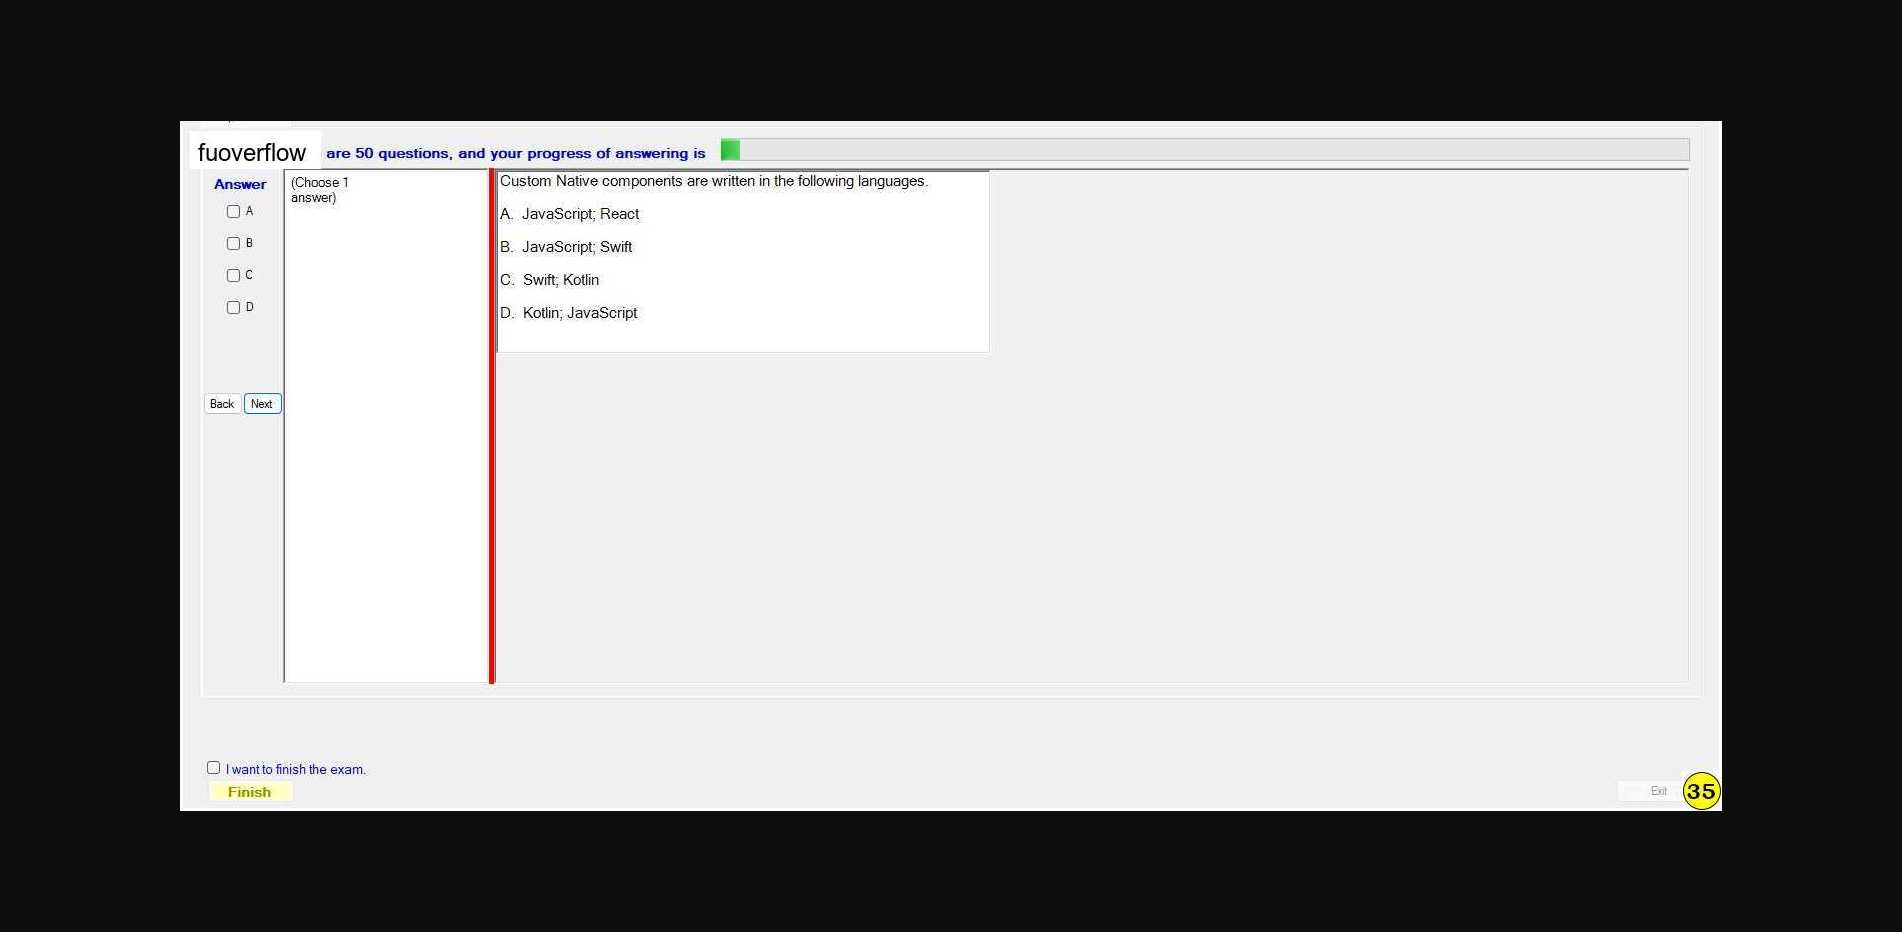 fuoverflow are 50 questions, and your progress of answering is
Answer
A
B
C
D
Back Next
(Choose 1
answer)
Custom Native components are written in the following languages.
A. JavaScript; React
B. JavaScript; Swift
C. Swift; Kotlin
D. Kotlin; JavaScript
I want to finish the exam.
Finish
Exit
35